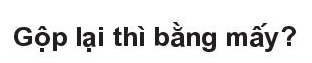 Gộp lại thì bằng mấy?